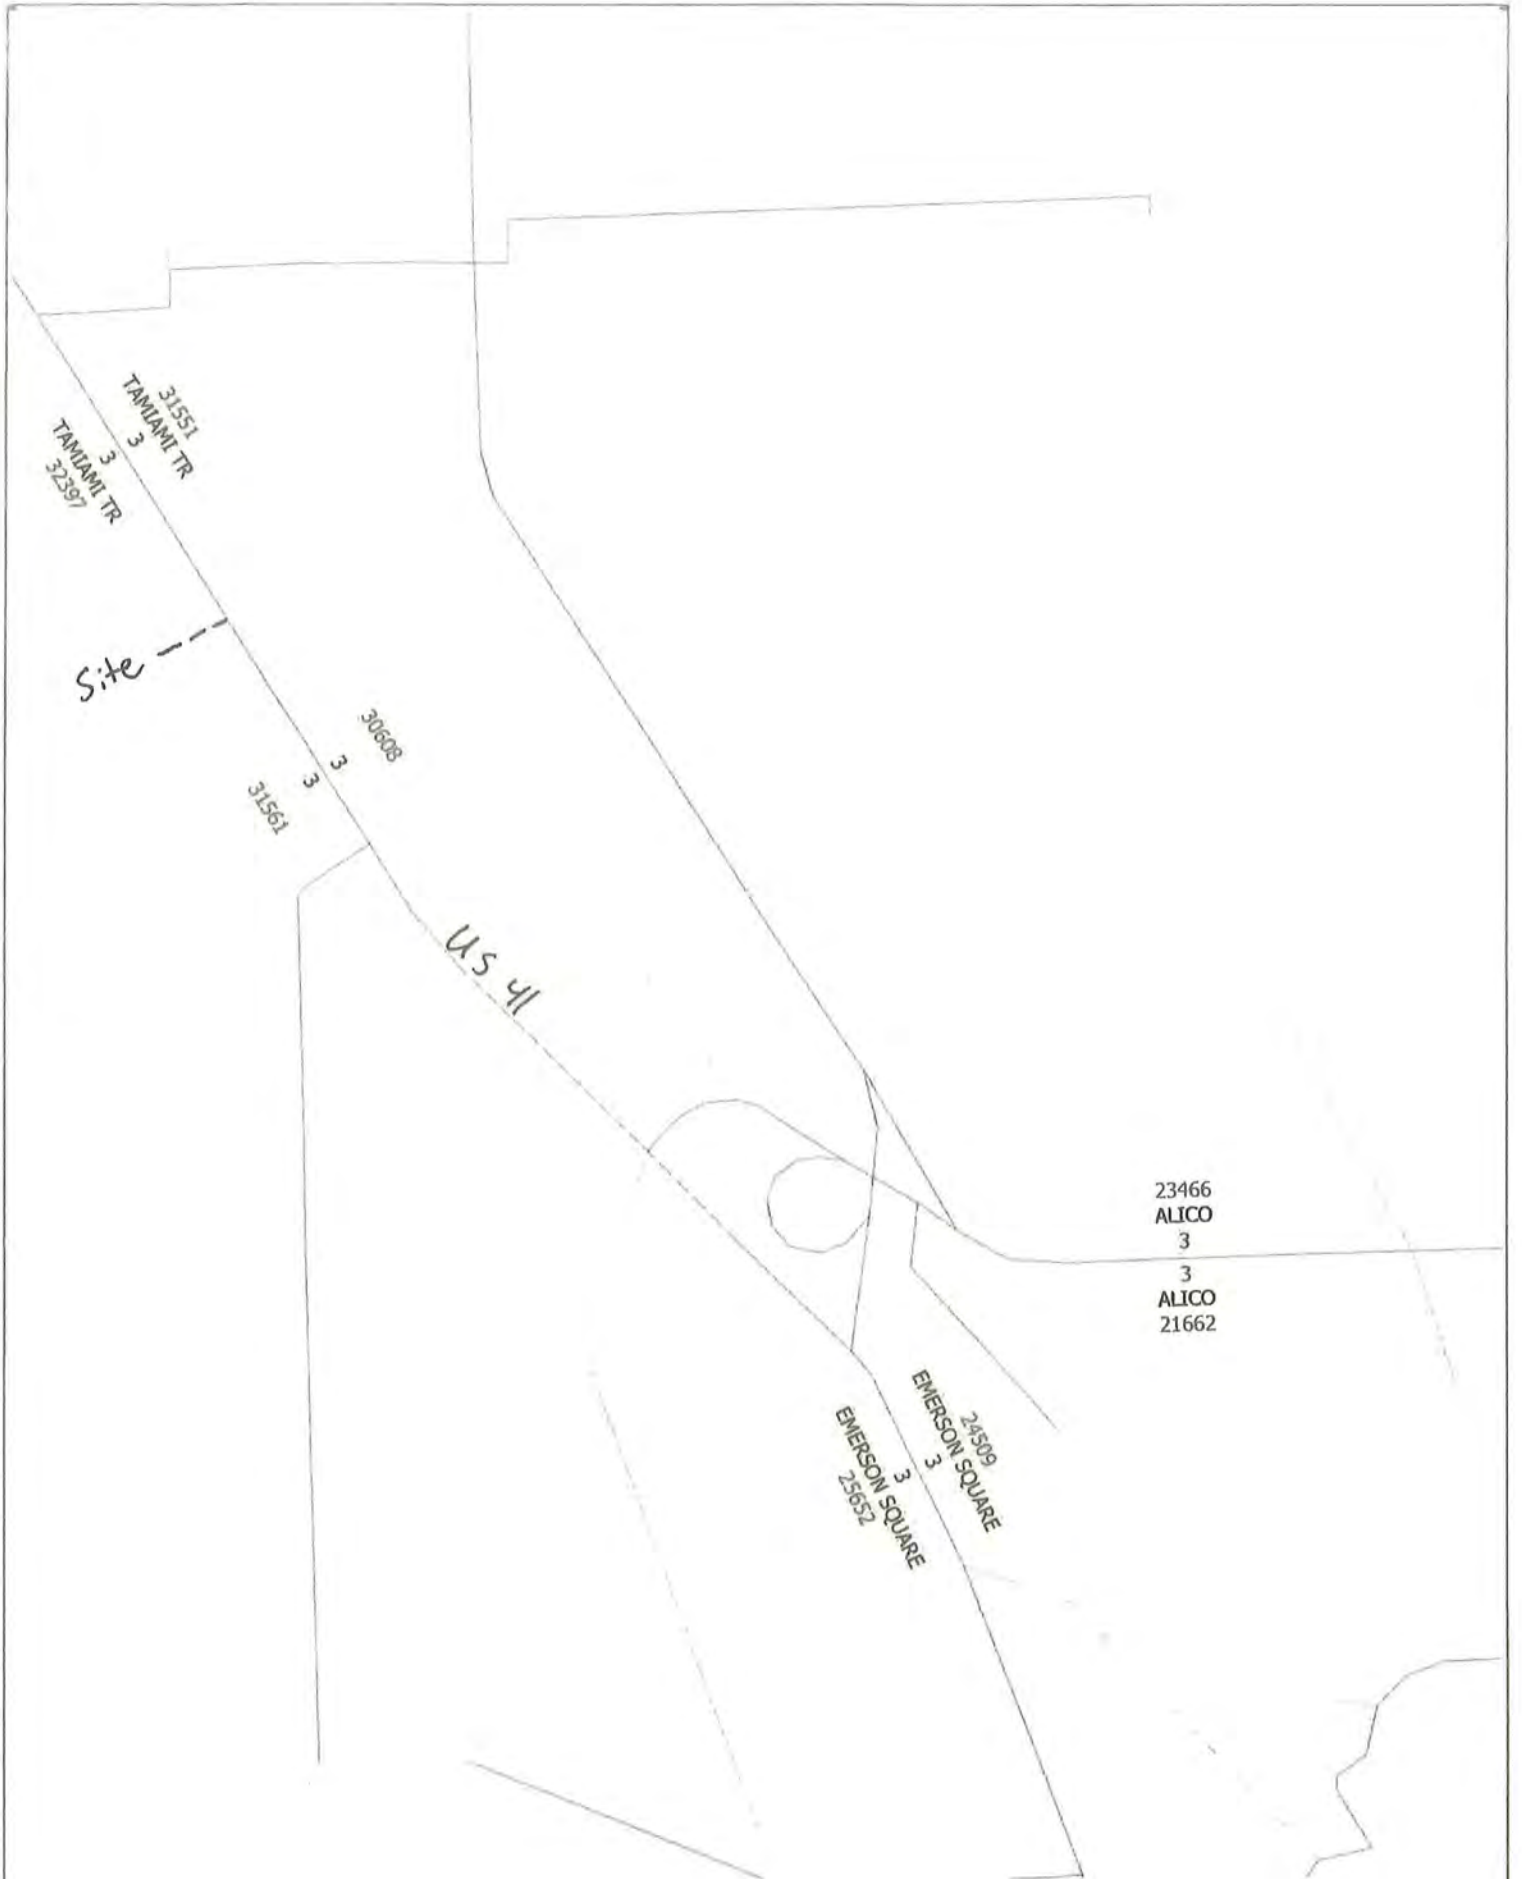 31551
TAMIAMI TR
3
3
TAMIAMI TR
32397
Site
30608
3
3
31561
US 41
23466
ALICO
3
3
ALICO
21662
24509
EMERSON SQUARE
3
3
EMERSON SQUARE
25652